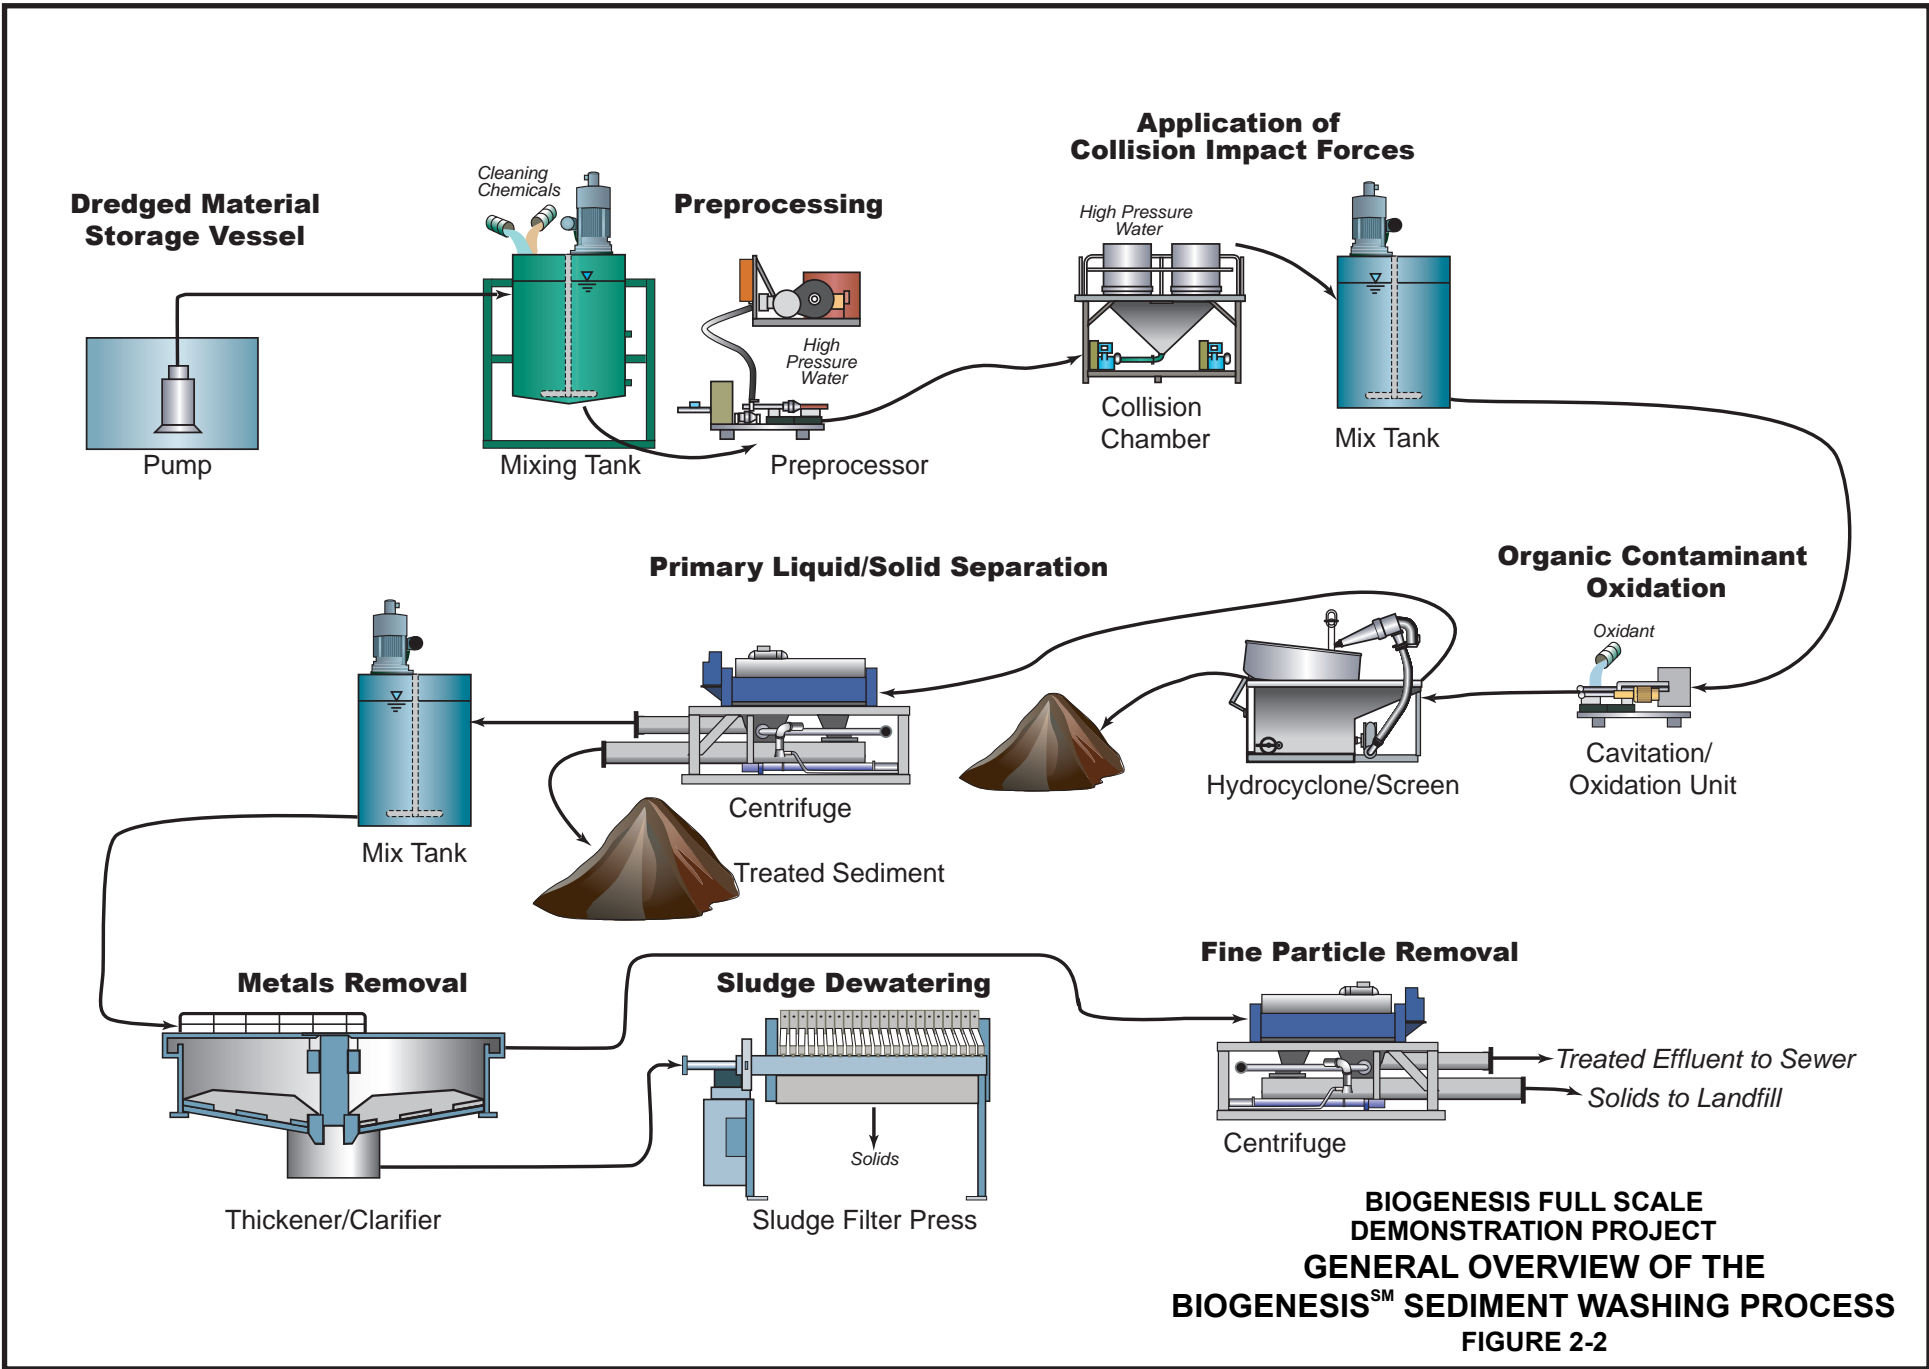 Application of
Collision Impact Forces
Cleaning
Chemicals
Dredged Material
Storage Vessel
Preprocessing
High Pressure
Water
High
Pressure
Water
Collision
Chamber
Mix Tank
Pump
Mixing Tank
Preprocessor
Primary Liquid/Solid Separation
Organic Contaminant
Oxidation
Oxidant
Cavitation/
Oxidation Unit
Hydrocyclone/Screen
Centrifuge
Mix Tank
Treated Sediment
Metals Removal
Sludge Dewatering
Fine Particle Removal
Treated Effluent to Sewer
Solids to Landfill
Centrifuge
Solids
Thickener/Clarifier
Sludge Filter Press
BIOGENESIS FULL SCALE
DEMONSTRATION PROJECT
GENERAL OVERVIEW OF THE
BIOGENESIS℠ SEDIMENT WASHING PROCESS
FIGURE 2-2